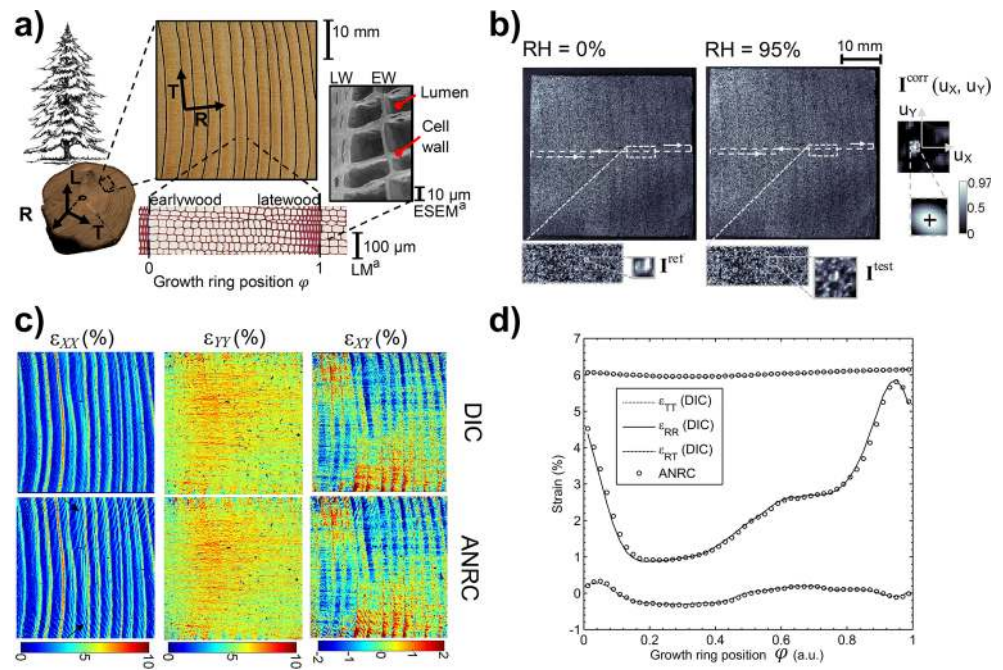 a)
10 mm
T
R
LW EW
Lumen
Cell
wall
10 µm
ESEMᵃ
L
R
T
earlywood latewood
100 µm
LMᵃ
0 1
Growth ring position φ
b)
RH = 0% RH = 95%
10 mm
I^corr (u_X, u_Y)
u_Y
u_X
0.97
0.5
0
I^ref
I^test
c)
ε_XX (%) ε_YY (%) ε_XY (%)
DIC
ANRC
0 5 10 0 5 10 -2 -1 0 1 2
d)
7
6
5
4
3
2
1
0
-1
Strain (%)
ε_TT (DIC)
ε_RR (DIC)
ε_RT (DIC)
ANRC
0 0.2 0.4 0.6 0.8 1
Growth ring position φ (a.u.)